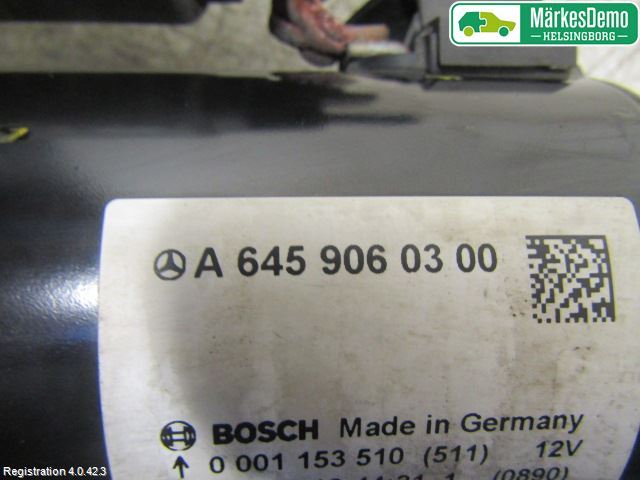 MärkesDemo
HELSINGBORG
A 645 906 03 00
BOSCH Made in Germany
0 001 153 510 (511) 12V
(0890)
Registration 4.0.42.3